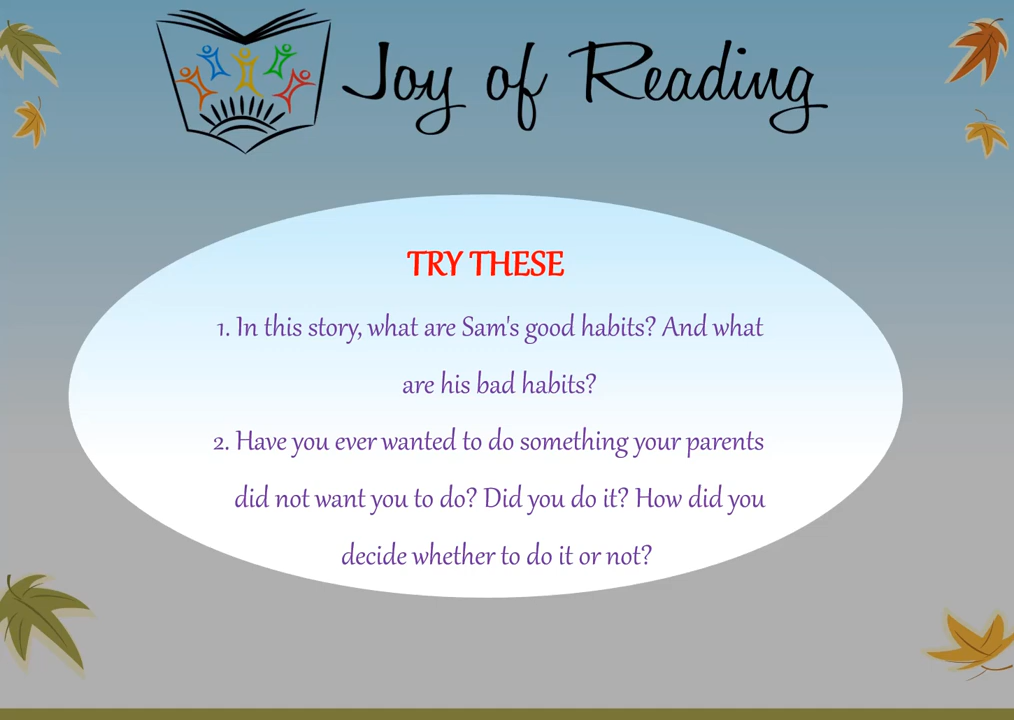 Joy of Reading
TRY THESE
1. In this story, what are Sam's good habits? And what
are his bad habits?
2. Have you ever wanted to do something your parents
did not want you to do? Did you do it? How did you
decide whether to do it or not?